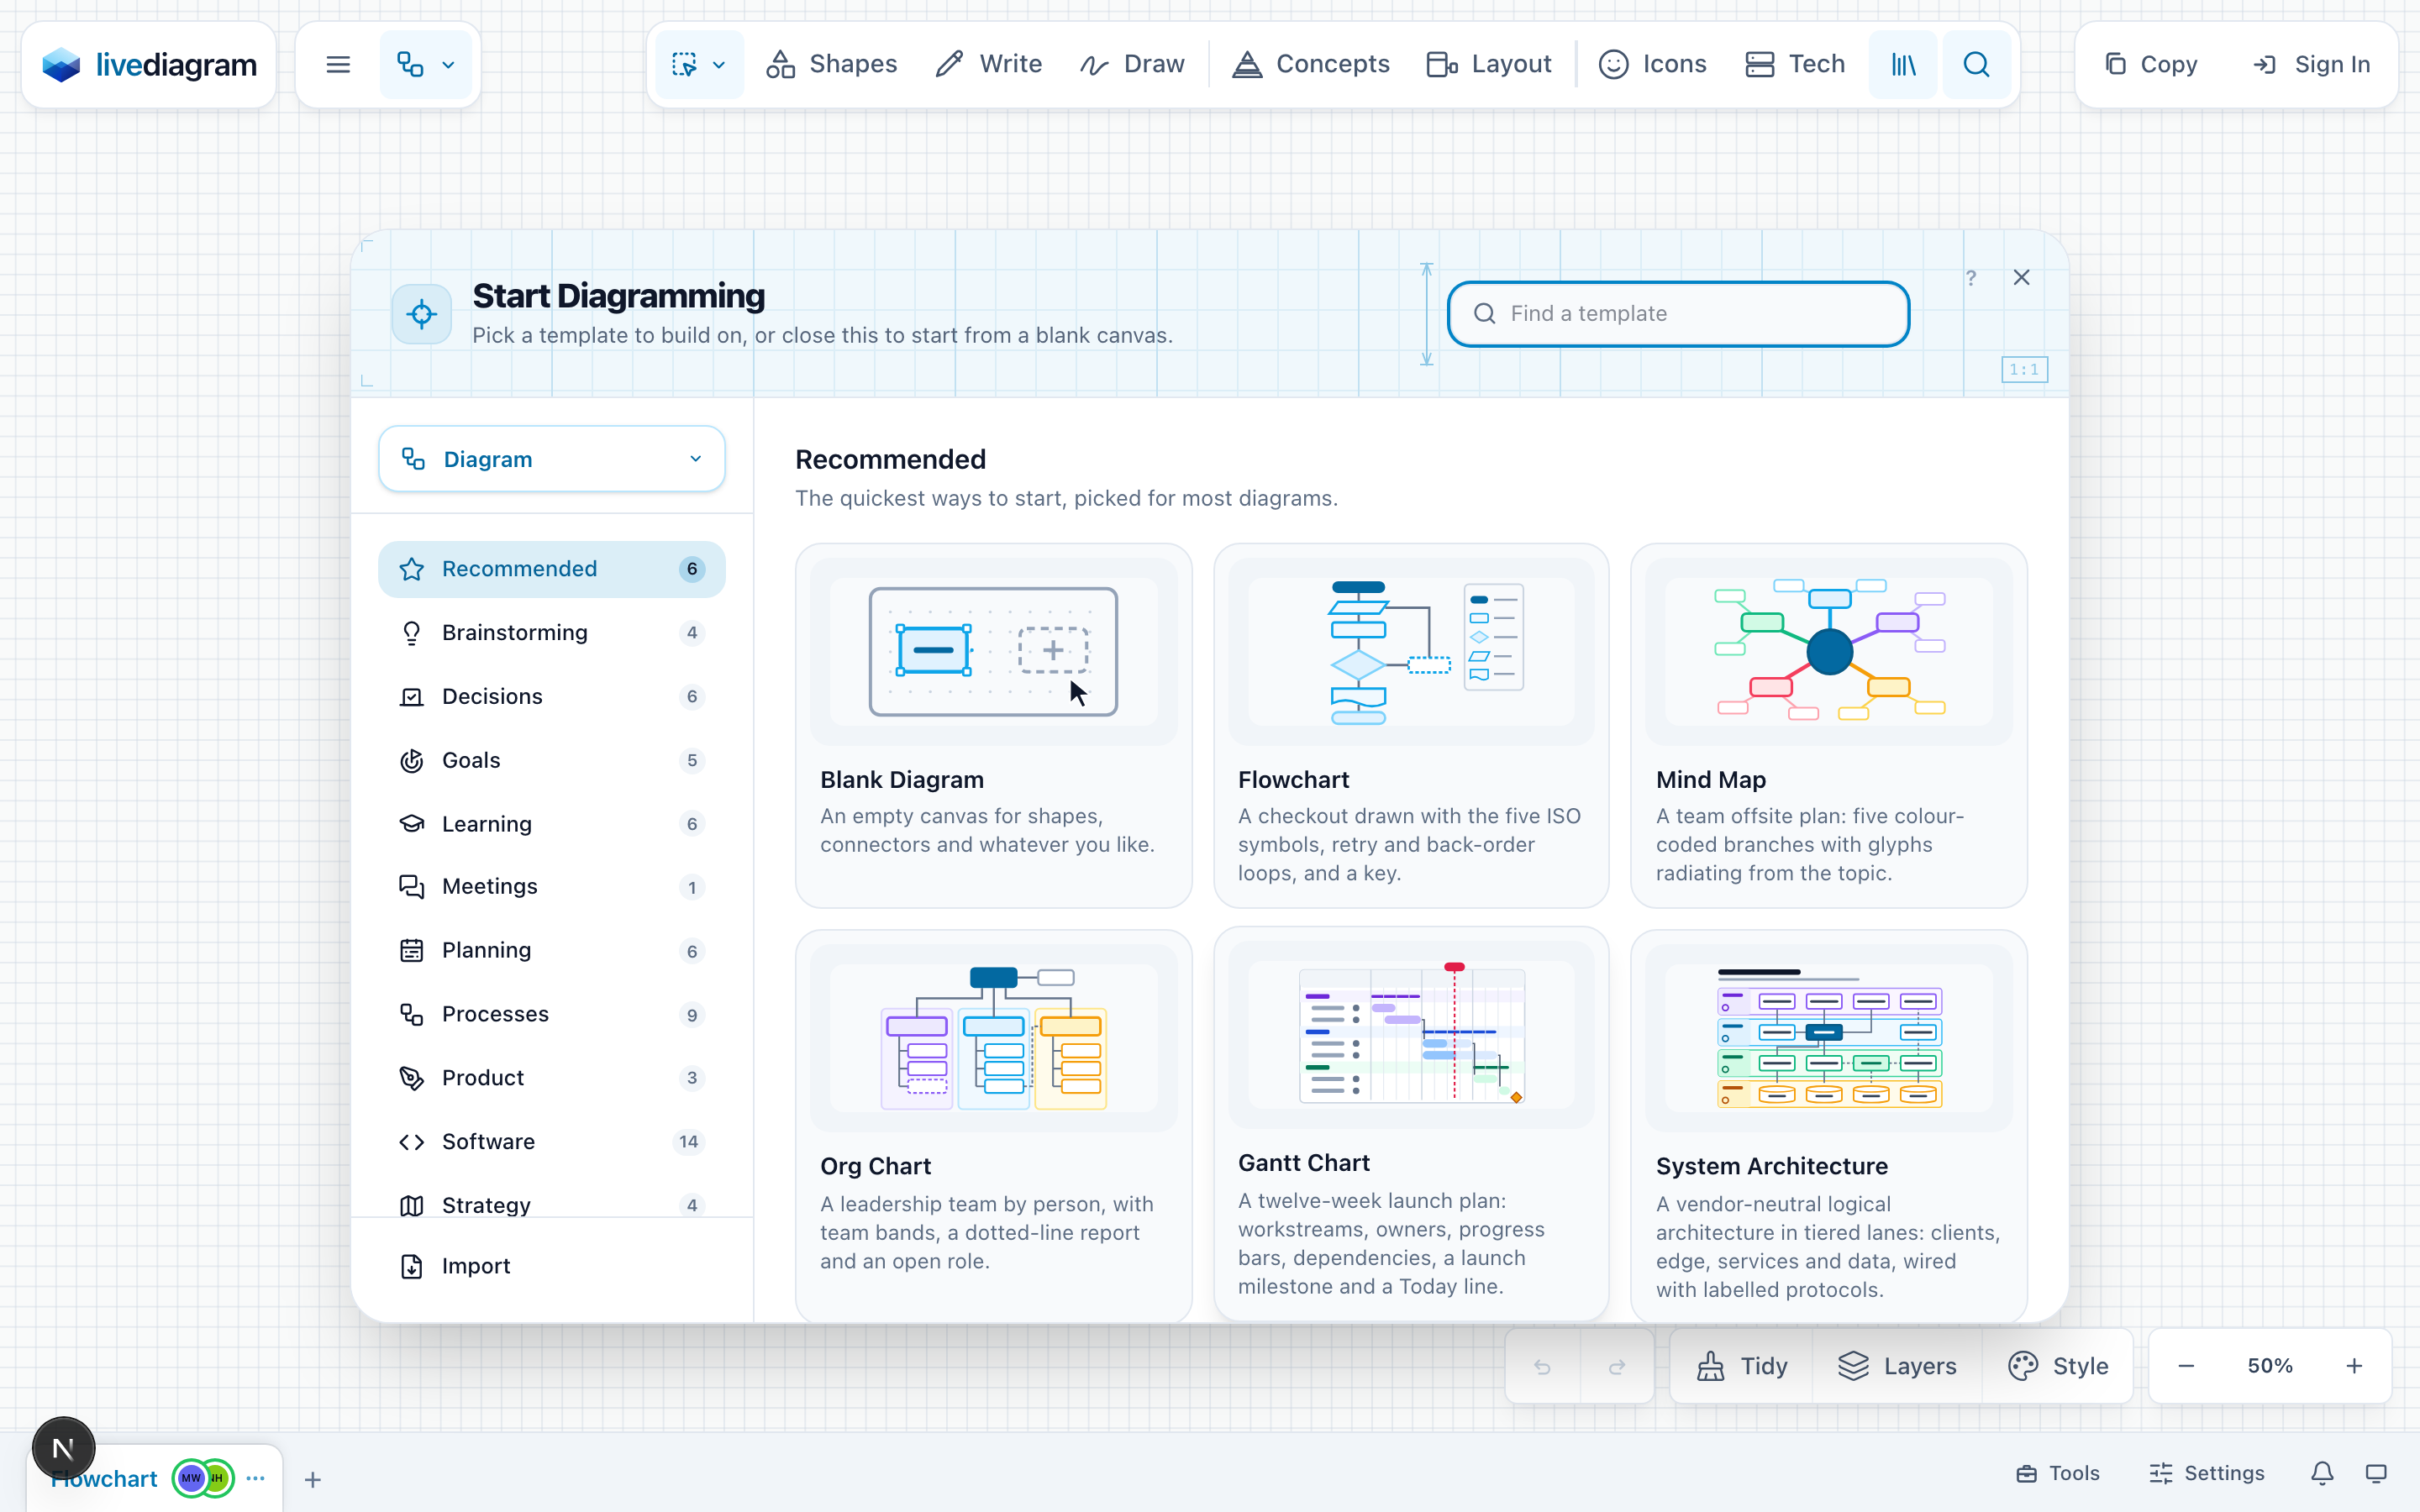 livediagram
Shapes
Write
Draw
Concepts
Layout
Icons
Tech
Copy
Sign In
Start Diagramming
Pick a template to build on, or close this to start from a blank canvas.
Find a template
?
1:1
Diagram
Recommended 6
Brainstorming 4
Decisions 6
Goals 5
Learning 6
Meetings 1
Planning 6
Processes 9
Product 3
Software 14
Strategy 4
Import
Recommended
The quickest ways to start, picked for most diagrams.
Blank Diagram
An empty canvas for shapes,
connectors and whatever you like.
Flowchart
A checkout drawn with the five ISO
symbols, retry and back-order
loops, and a key.
Mind Map
A team offsite plan: five colour-
coded branches with glyphs
radiating from the topic.
Org Chart
A leadership team by person, with
team bands, a dotted-line report
and an open role.
Gantt Chart
A twelve-week launch plan:
workstreams, owners, progress
bars, dependencies, a launch
milestone and a Today line.
System Architecture
A vendor-neutral logical
architecture in tiered lanes: clients,
edge, services and data, wired
with labelled protocols.
Tidy
Layers
Style
50%
N
Flowchart
MW
NH
Tools
Settings